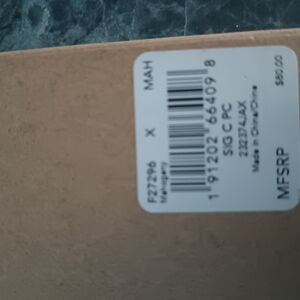 F27296 X MAH
Mahogany
1 91202 66409 8
SIG C PC
232374JAX
Made in China/Chine
MFSRP $80.00